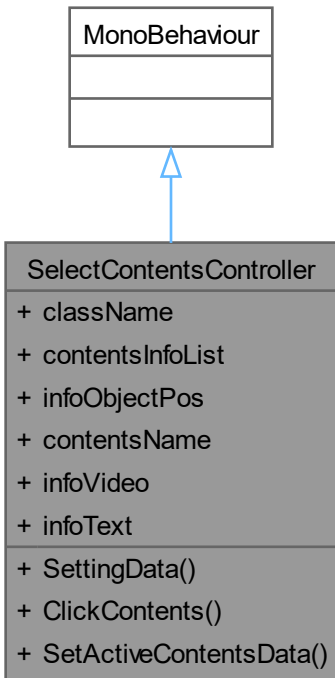 MonoBehaviour
SelectContentsController
+ className
+ contentsInfoList
+ infoObjectPos
+ contentsName
+ infoVideo
+ infoText
+ SettingData()
+ ClickContents()
+ SetActiveContentsData()